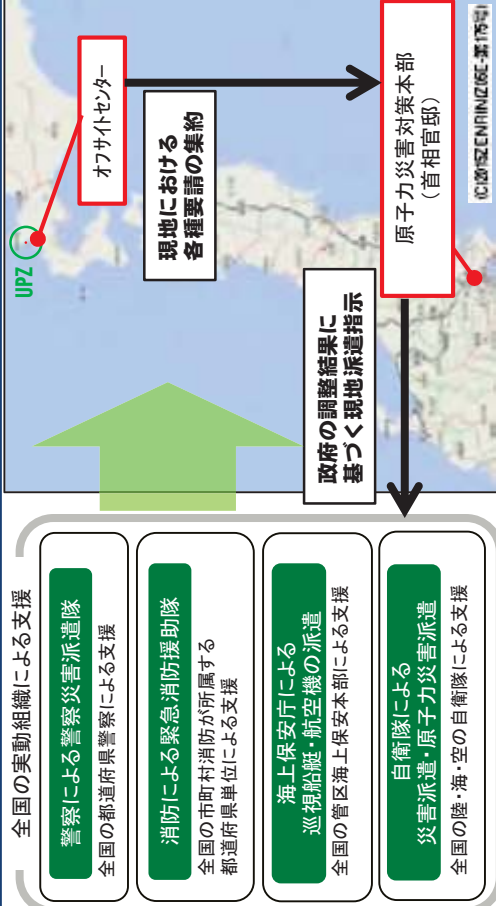 全国の実動組織による支援
警察による警察災害派遣隊
全国の都道府県警察による支援
消防による緊急消防援助隊
全国の市町村消防が所属する
都道府県単位による支援
海上保安庁による
巡視船艇・航空機の派遣
全国の管区海上保安本部による支援
自衛隊による
災害派遣・原子力災害派遣
全国の陸・海・空の自衛隊による支援
UPZ
オフサイトセンター
現地における
各種要請の集約
政府の調整結果に
基づく現地派遣指示
原子力災害対策本部
（首相官邸）
(C)2015ZENRIN(Z05E-第175号)